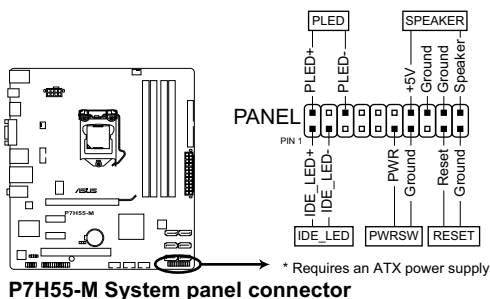 PLED
SPEAKER
PLED+
PLED-
+5V
Ground
Ground
Speaker
PANEL
PIN 1
IDE_LED+
IDE_LED-
PWR
Ground
Reset
Ground
IDE_LED
PWRSW
RESET
ASUS
P7H55-M
* Requires an ATX power supply
P7H55-M System panel connector